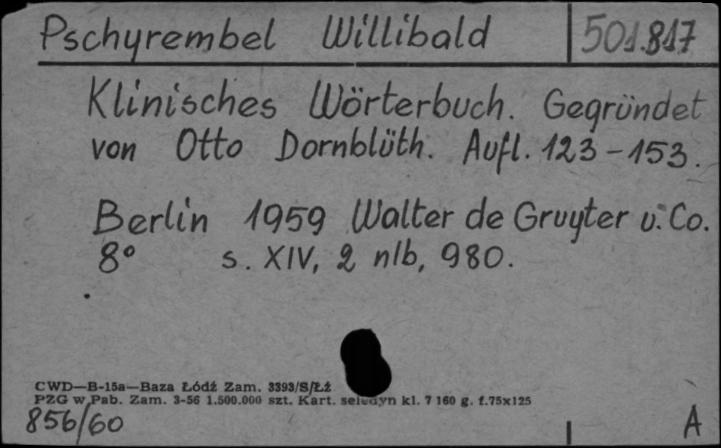 Pschyrembel Willibald 501.817
Klinisches Wörterbuch. Gegründet
von Otto Dornblüth. Aufl. 123-153.
Berlin 1959 Walter de Gruyter u. Co.
8° s. XIV, 2 nlb, 980.
CWD—B-15a—Baza Łódź Zam. 3393/S/Łż
PZG w Pab. Zam. 3-56 1.500.000 szt. Kart. seledyn kl. 7 160 g. f.75x125
856/60 A